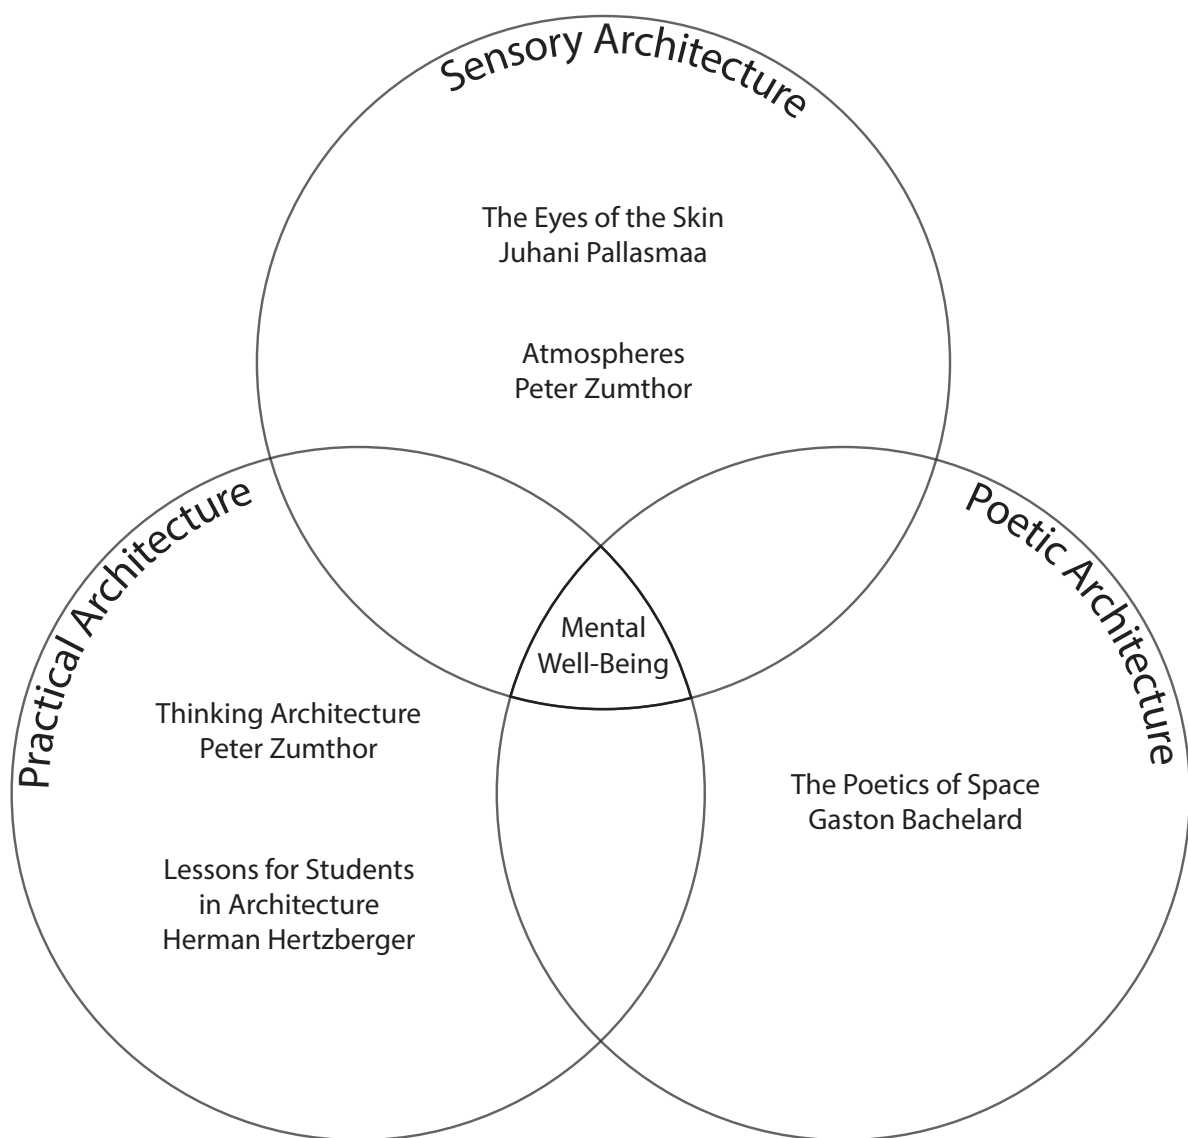 Sensory Architecture
The Eyes of the Skin
Juhani Pallasmaa
Atmospheres
Peter Zumthor
Practical Architecture
Poetic Architecture
Mental
Well-Being
Thinking Architecture
Peter Zumthor
The Poetics of Space
Gaston Bachelard
Lessons for Students
in Architecture
Herman Hertzberger